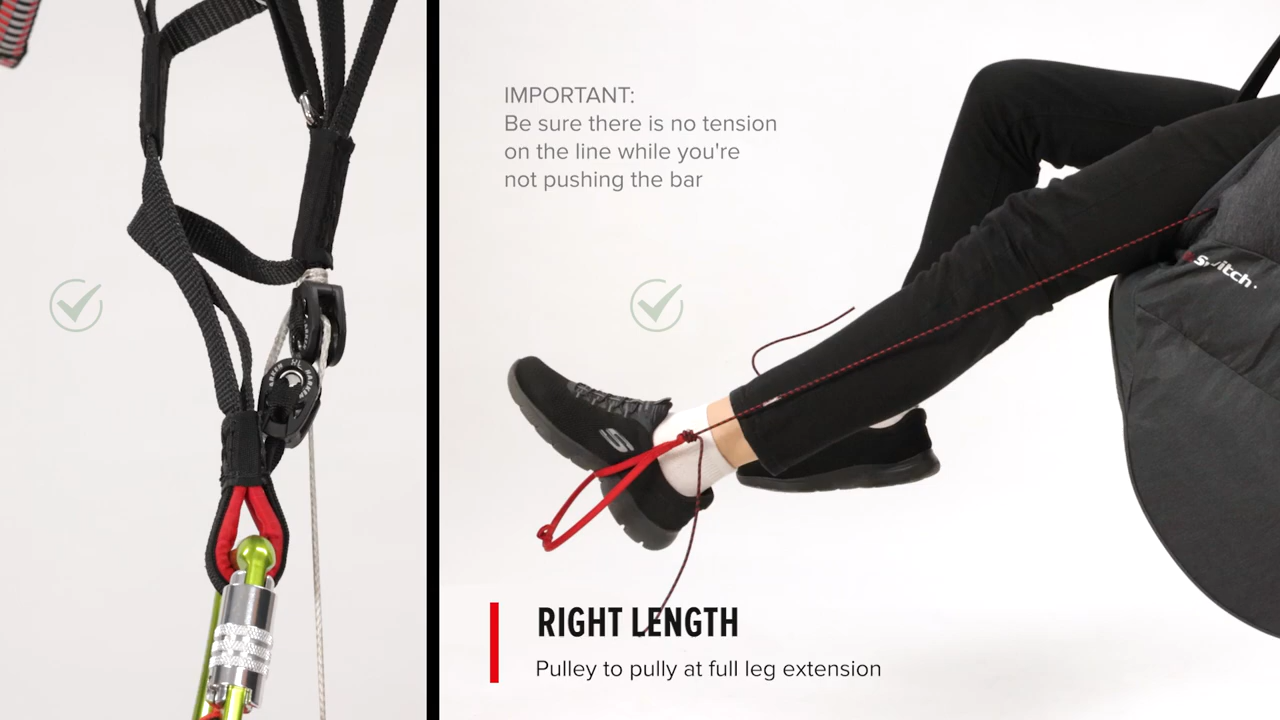 IMPORTANT:
Be sure there is no tension
on the line while you're
not pushing the bar
switch
RIGHT LENGTH
Pulley to pully at full leg extension